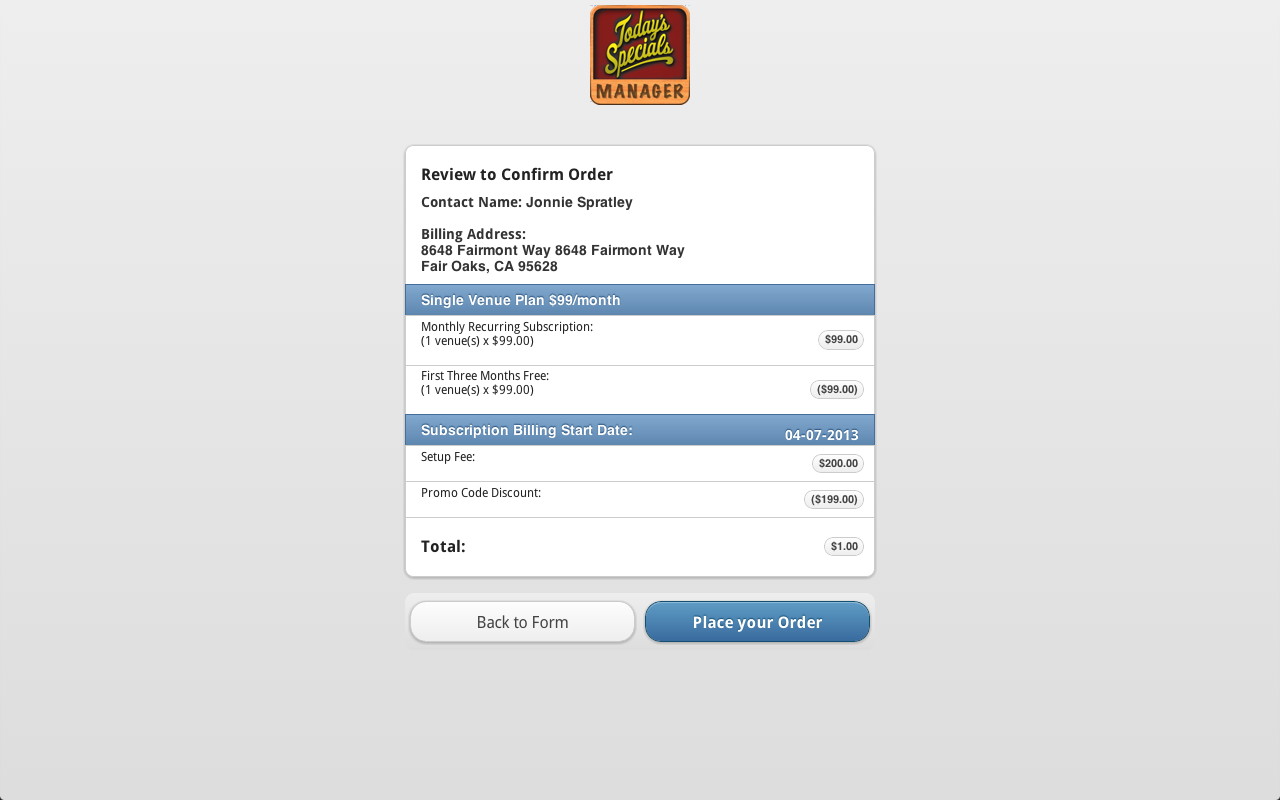 Today's
Specials
MANAGER
Review to Confirm Order
Contact Name: Jonnie Spratley
Billing Address:
8648 Fairmont Way 8648 Fairmont Way
Fair Oaks, CA 95628
Single Venue Plan $99/month
Monthly Recurring Subscription:
(1 venue(s) x $99.00) $99.00
First Three Months Free:
(1 venue(s) x $99.00) ($99.00)
Subscription Billing Start Date: 04-07-2013
Setup Fee: $200.00
Promo Code Discount: ($199.00)
Total: $1.00
Back to Form Place your Order